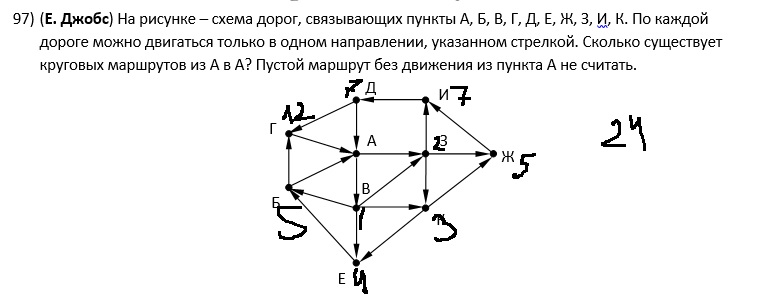 97) (Е. Джобс) На рисунке – схема дорог, связывающих пункты А, Б, В, Г, Д, Е, Ж, З, И, К. По каждой
дороге можно двигаться только в одном направлении, указанном стрелкой. Сколько существует
круговых маршрутов из А в А? Пустой маршрут без движения из пункта А не считать.
7 Д И 7
12
Г А 2 З 24
Ж 5
В
Б 1 3
5
Е 4